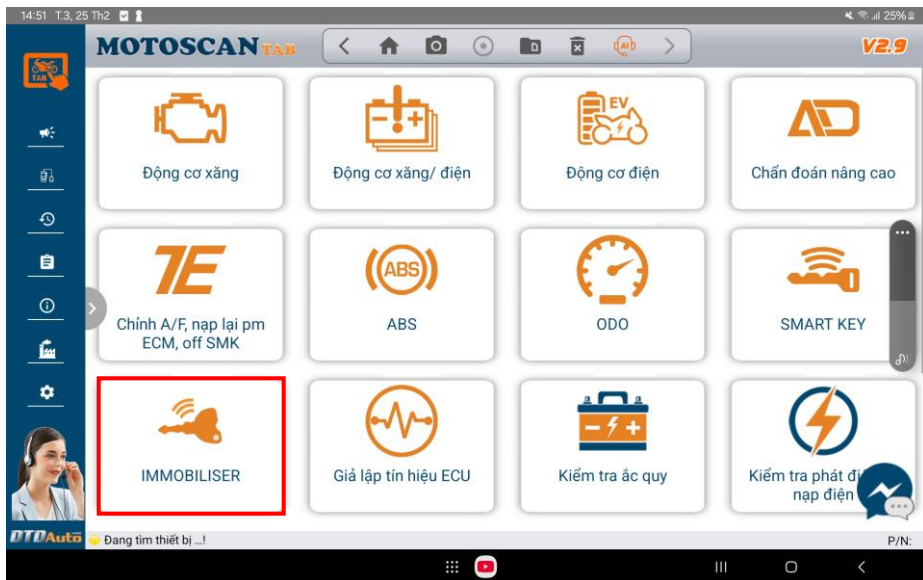 14:51 T.3, 25 Th2
25%
MOTOSCAN TAB
D
AI
V2.9
TAB
EV
Động cơ xăng
Động cơ xăng/ điện
Động cơ điện
Chẩn đoán nâng cao
ABS
Chỉnh A/F, nạp lại pm
ECM, off SMK
ABS
ODO
SMART KEY
IMMOBILISER
Giả lập tín hiệu ECU
Kiểm tra ắc quy
Kiểm tra phát
nạp điện
DTDAuto
Đang tìm thiết bị ...!
P/N: